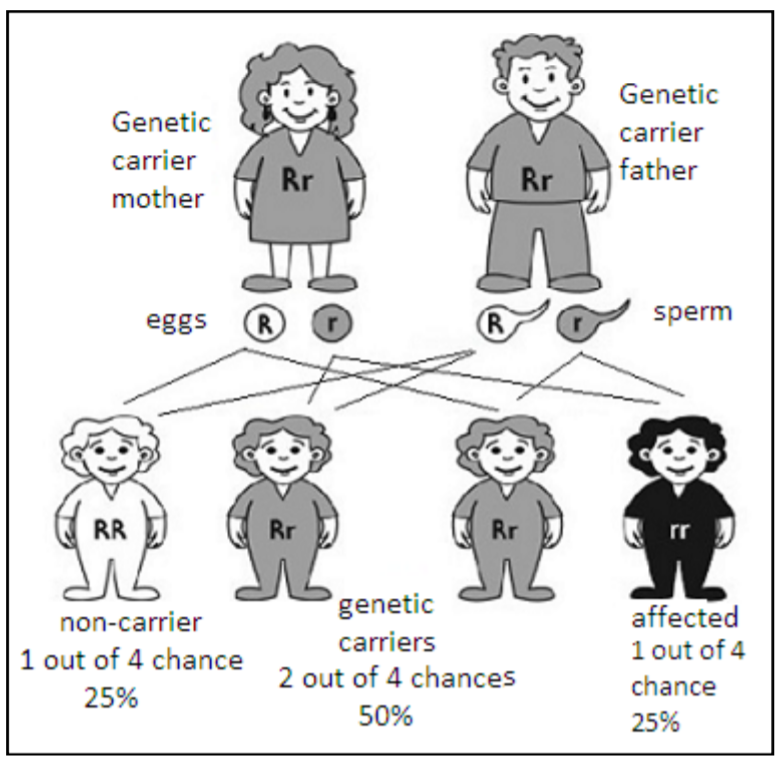 Genetic
carrier
mother
Rr
Rr
Genetic
carrier
father
eggs
R
r
R
r
sperm
RR
Rr
Rr
rr
non-carrier
1 out of 4 chance
25%
genetic
carriers
2 out of 4 chances
50%
affected
1 out of 4
chance
25%